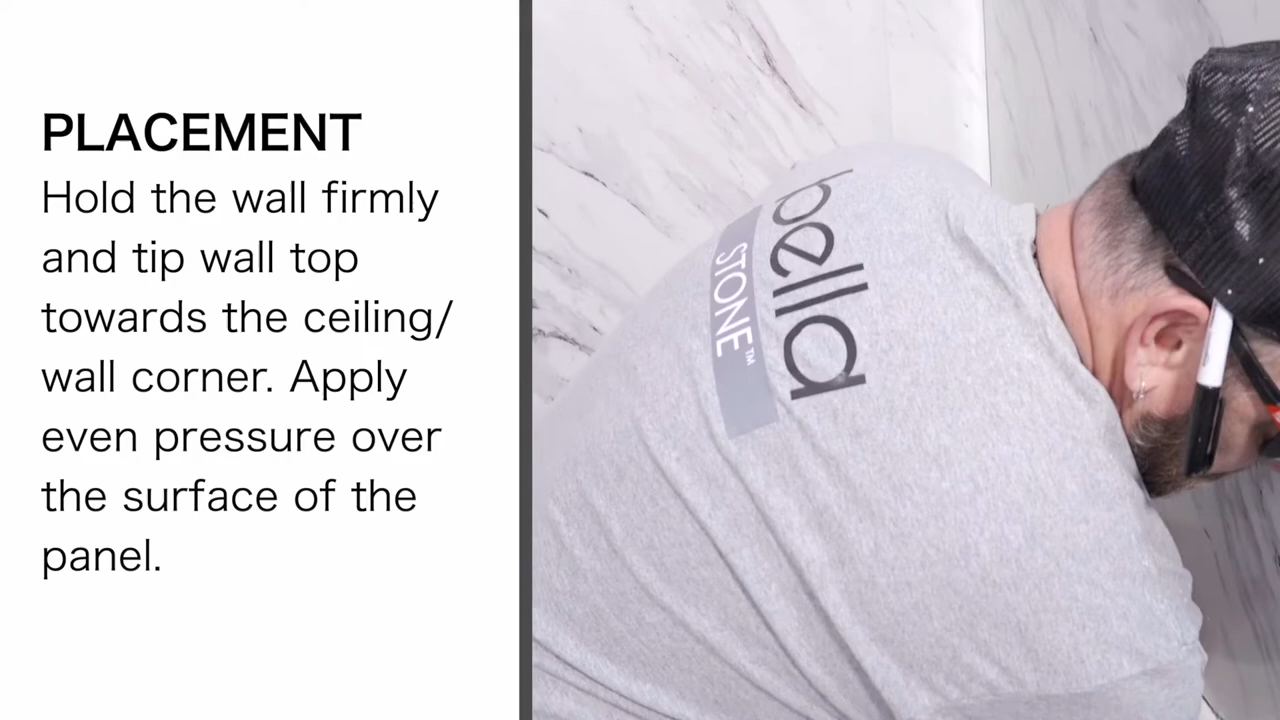 PLACEMENT
Hold the wall firmly
and tip wall top
towards the ceiling/
wall corner. Apply
even pressure over
the surface of the
panel.
bella
STONE™